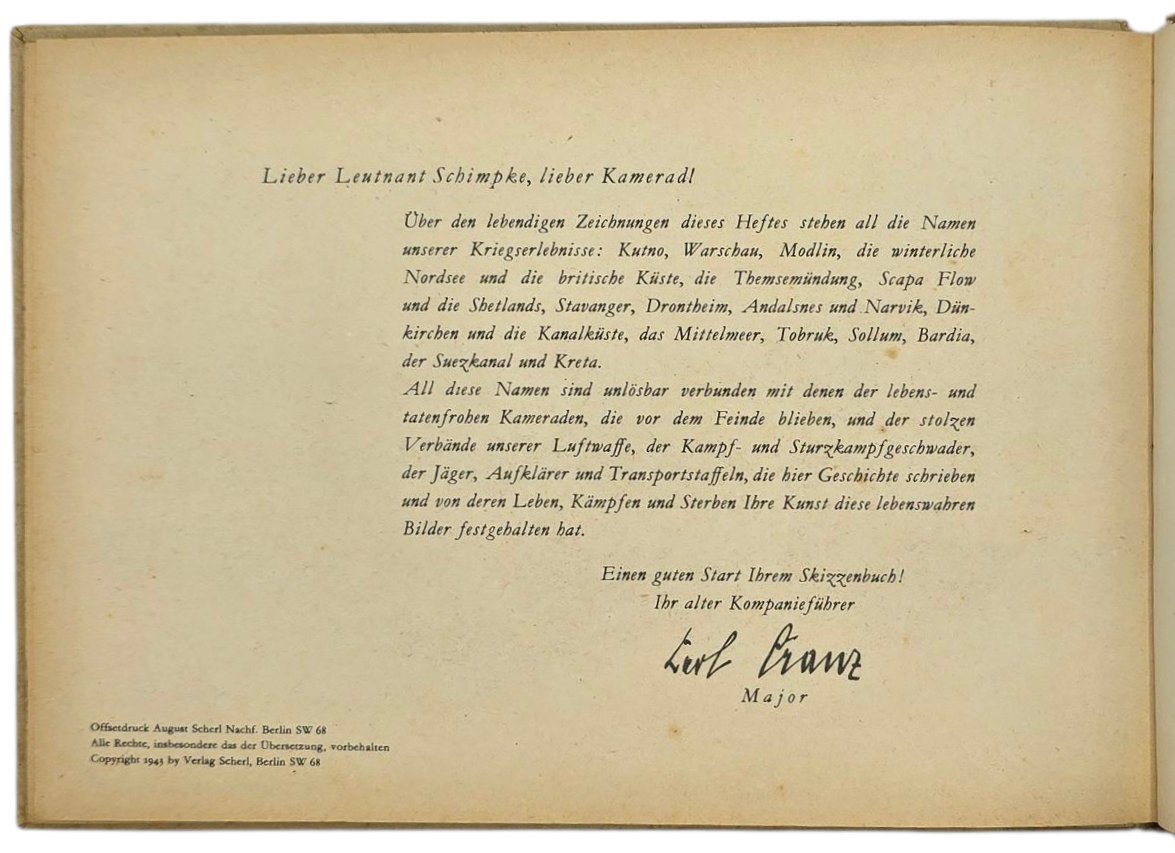 Lieber Leutnant Schimpke, lieber Kamerad!
Über den lebendigen Zeichnungen dieses Heftes stehen all die Namen
unserer Kriegserlebnisse: Kutno, Warschau, Modlin, die winterliche
Nordsee und die britische Küste, die Themsemündung, Scapa Flow
und die Shetlands, Stavanger, Drontheim, Andalsnes und Narvik, Dün-
kirchen und die Kanalküste, das Mittelmeer, Tobruk, Sollum, Bardia,
der Suezkanal und Kreta.
All diese Namen sind unlösbar verbunden mit denen der lebens- und
tatenfrohen Kameraden, die vor dem Feinde blieben, und der stolzen
Verbände unserer Luftwaffe, der Kampf- und Sturzkampfgeschwader,
der Jäger, Aufklärer und Transportstaffeln, die hier Geschichte schrieben
und von deren Leben, Kämpfen und Sterben Ihre Kunst diese lebenswahren
Bilder festgehalten hat.
Einen guten Start Ihrem Skizzenbuch!
Ihr alter Kompanieführer
Cranz
Major
Offsetdruck August Scherl Nachf. Berlin SW 68
Alle Rechte, insbesondere das der Übersetzung, vorbehalten
Copyright 1943 by Verlag Scherl, Berlin SW 68